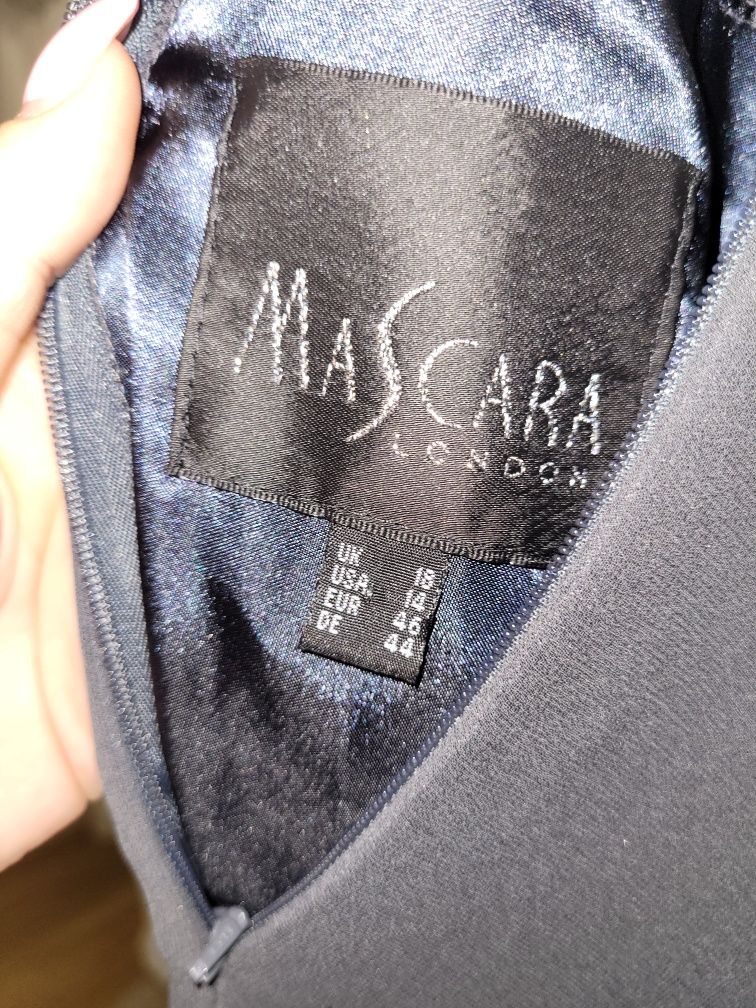 MASCARA
LONDON
UK 18
USA 14
EUR 46
DE 44